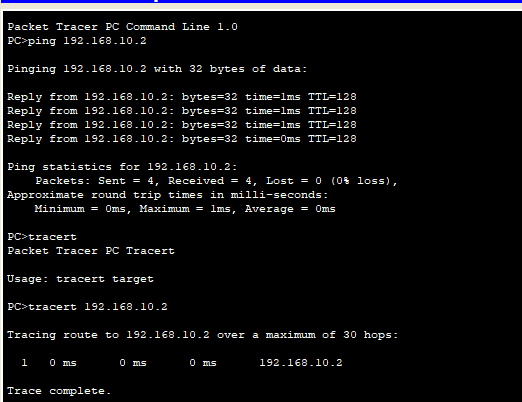 Packet Tracer PC Command Line 1.0
PC>ping 192.168.10.2
Pinging 192.168.10.2 with 32 bytes of data:
Reply from 192.168.10.2: bytes=32 time=1ms TTL=128
Reply from 192.168.10.2: bytes=32 time=1ms TTL=128
Reply from 192.168.10.2: bytes=32 time=1ms TTL=128
Reply from 192.168.10.2: bytes=32 time=0ms TTL=128
Ping statistics for 192.168.10.2:
Packets: Sent = 4, Received = 4, Lost = 0 (0% loss),
Approximate round trip times in milli-seconds:
Minimum = 0ms, Maximum = 1ms, Average = 0ms
PC>tracert
Packet Tracer PC Tracert
Usage: tracert target
PC>tracert 192.168.10.2
Tracing route to 192.168.10.2 over a maximum of 30 hops:
1 0 ms 0 ms 0 ms 192.168.10.2
Trace complete.